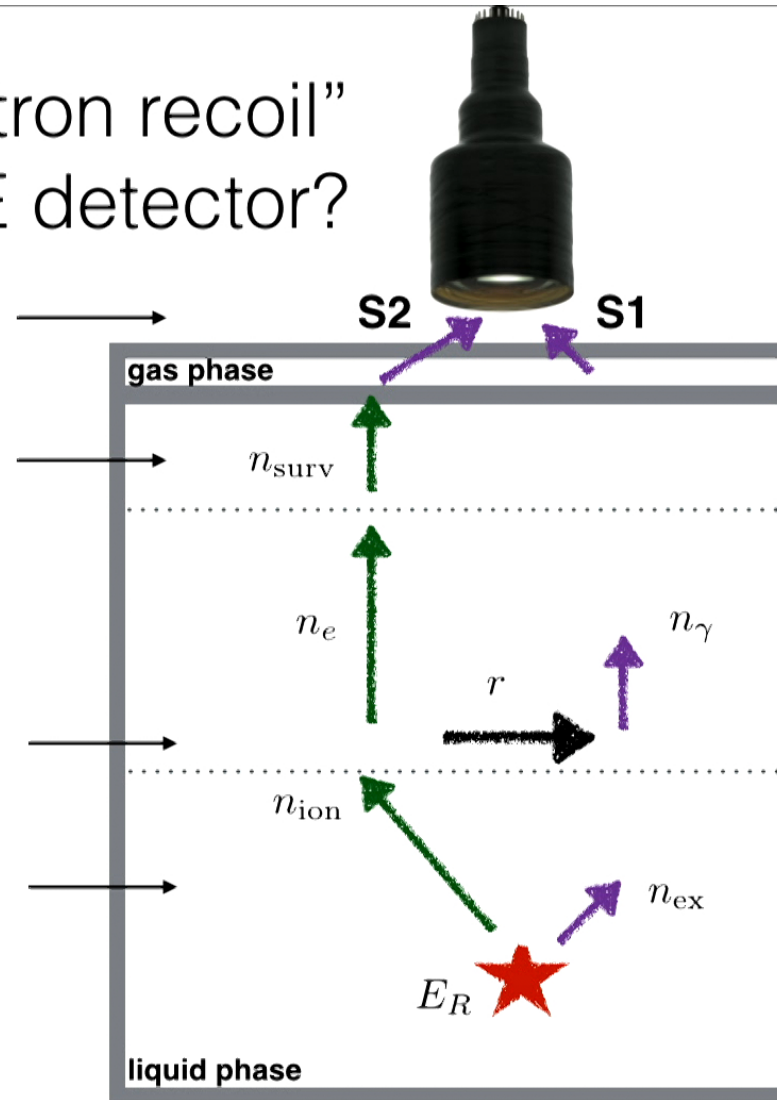 tron recoil”
E detector?
S2
S1
gas phase
n_surv
n_e
n_γ
r
n_ion
n_ex
E_R
liquid phase